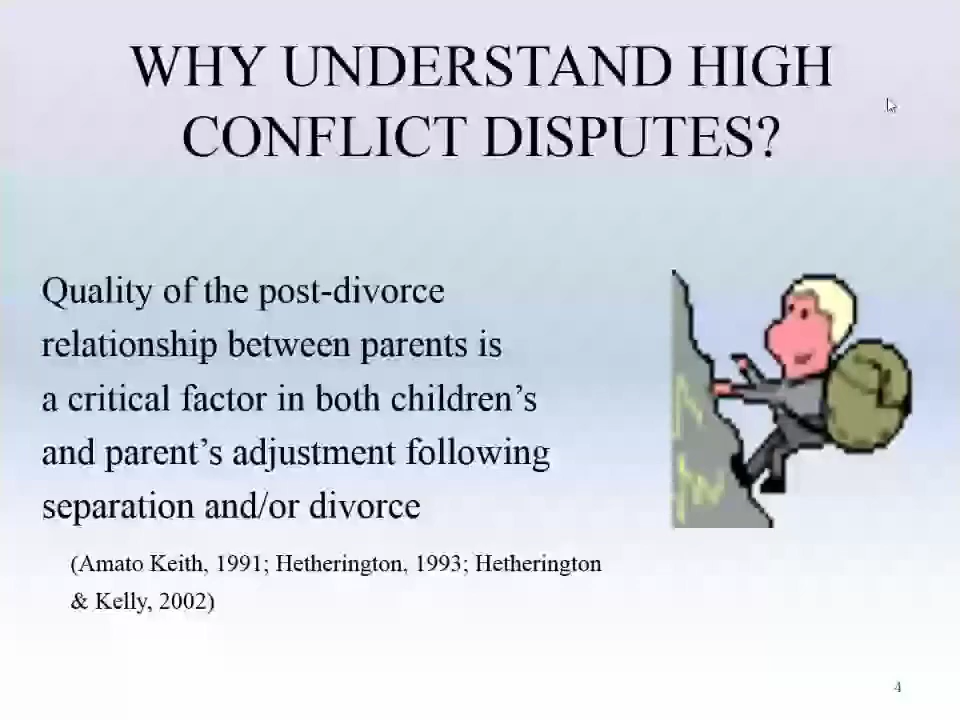 WHY UNDERSTAND HIGH
CONFLICT DISPUTES?
Quality of the post-divorce
relationship between parents is
a critical factor in both children’s
and parent’s adjustment following
separation and/or divorce
(Amato Keith, 1991; Hetherington, 1993; Hetherington
& Kelly, 2002)
4